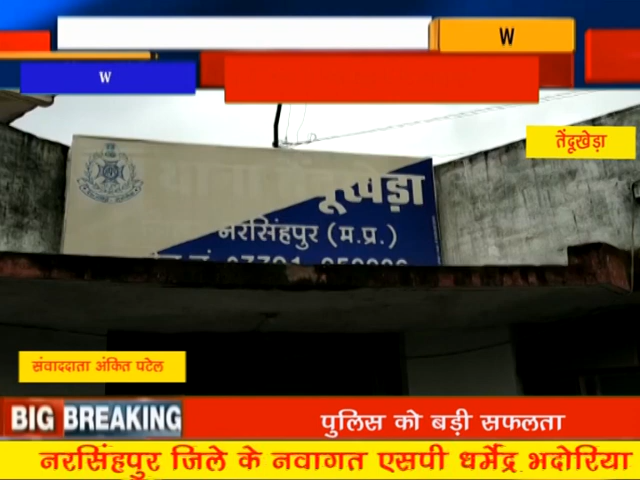 W
W
तेंदूखेड़ा
थाना तेंदूखेड़ा
नरसिंहपुर (म.प्र.)
संवाददाता अंकित पटेल
BIG BREAKING
पुलिस को बड़ी सफलता
नरसिंहपुर जिले के नवागत एसपी धर्मेंद्र भदोरिया